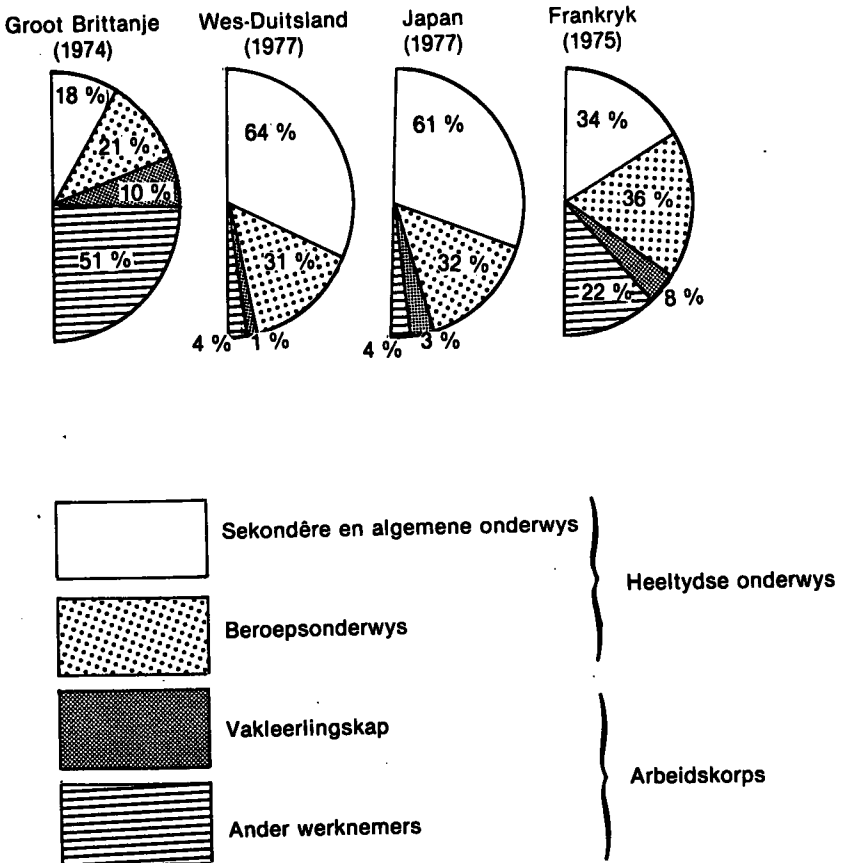 Groot Brittanje
(1974)
18 %
21 %
10 %
51 %
Wes-Duitsland
(1977)
64 %
31 %
4 %
1 %
Japan
(1977)
61 %
32 %
4 %
3 %
Frankryk
(1975)
34 %
36 %
22 %
8 %
Sekondêre en algemene onderwys
Beroepsonderwys
Heeltydse onderwys
Vakleerlingskap
Ander werknemers
Arbeidskorps